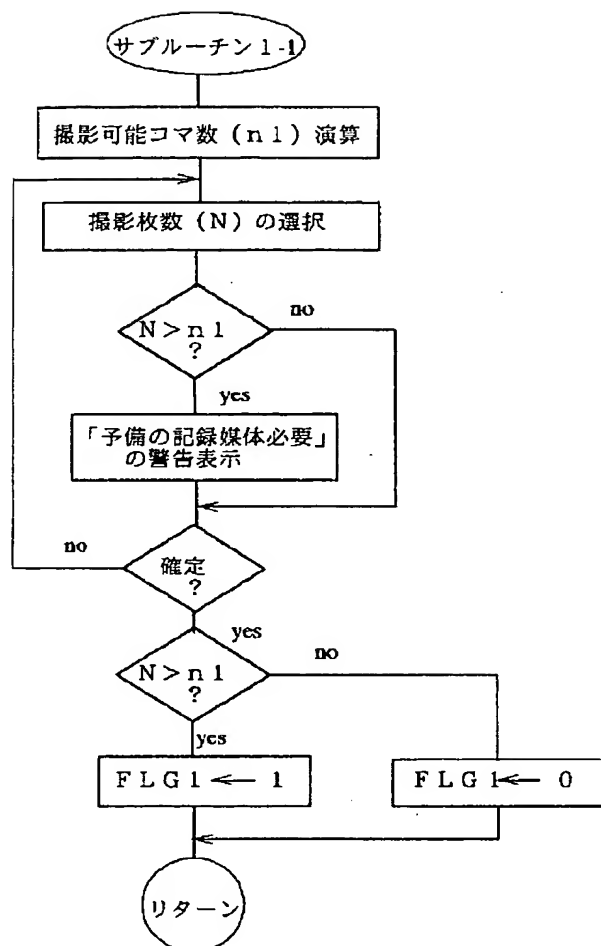 サブルーチン1-1
撮影可能コマ数(n1)演算
撮影枚数(N)の選択
N>n1
?
no
yes
「予備の記録媒体必要」
の警告表示
no
確定
?
yes
N>n1
?
no
yes
FLG1← 1
FLG1← 0
リターン